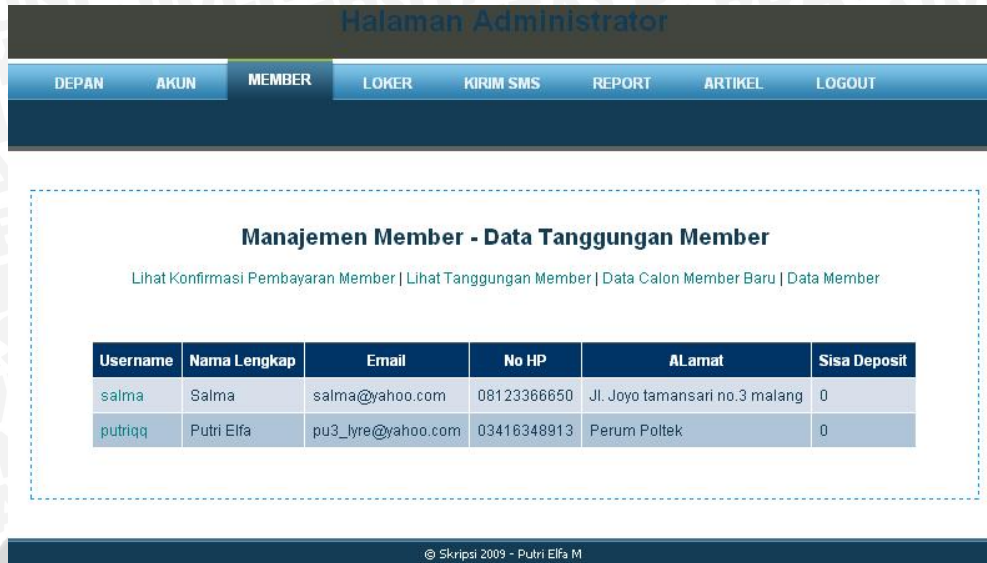 Halaman Administrator
DEPAN AKUN MEMBER LOKER KIRIM SMS REPORT ARTIKEL LOGOUT
Manajemen Member - Data Tanggungan Member
Lihat Konfirmasi Pembayaran Member | Lihat Tanggungan Member | Data Calon Member Baru | Data Member
Username Nama Lengkap Email No HP ALamat Sisa Deposit
salma Salma salma@yahoo.com 08123366650 Jl. Joyo tamansari no.3 malang 0
putriqq Putri Elfa pu3_lyre@yahoo.com 03416348913 Perum Poltek 0
© Skripsi 2009 - Putri Elfa M